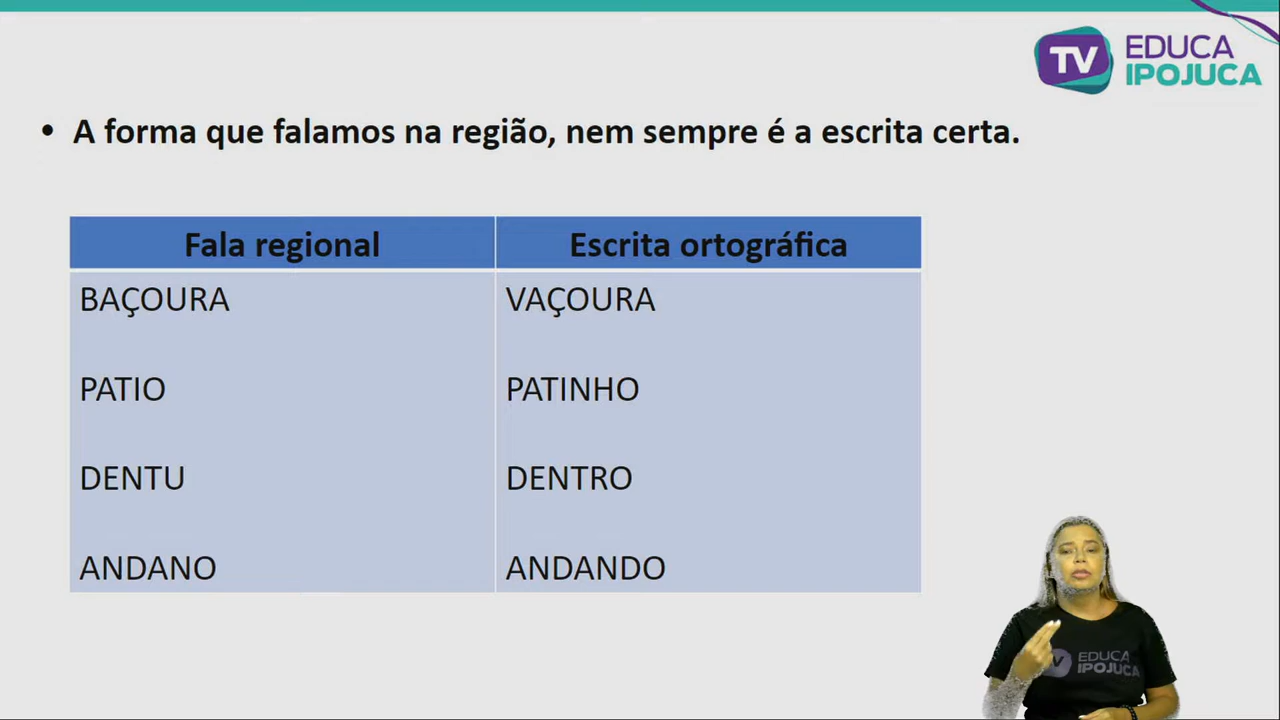 TV EDUCA
IPOJUCA
• A forma que falamos na região, nem sempre é a escrita certa.
Fala regional Escrita ortográfica
BAÇOURA VAÇOURA
PATIO PATINHO
DENTU DENTRO
ANDANO ANDANDO
TV EDUCA
IPOJUCA